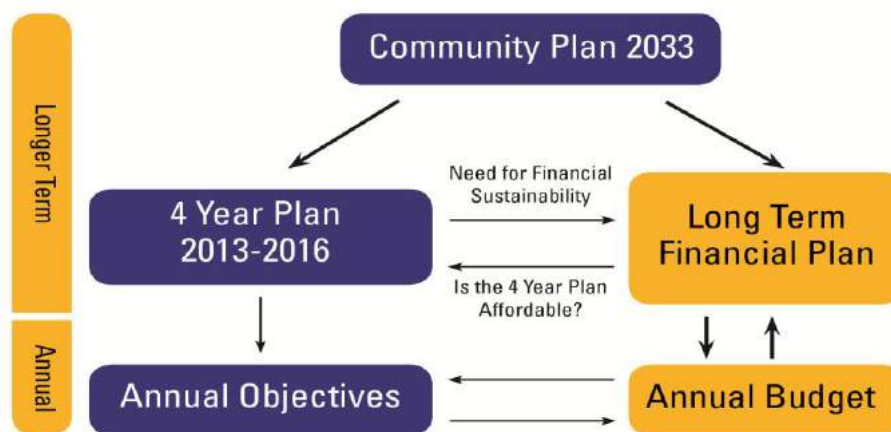 Community Plan 2033
Longer Term
Need for Financial
Sustainability
4 Year Plan
2013-2016
Long Term
Financial Plan
Is the 4 Year Plan
Affordable?
Annual
Annual Objectives
Annual Budget